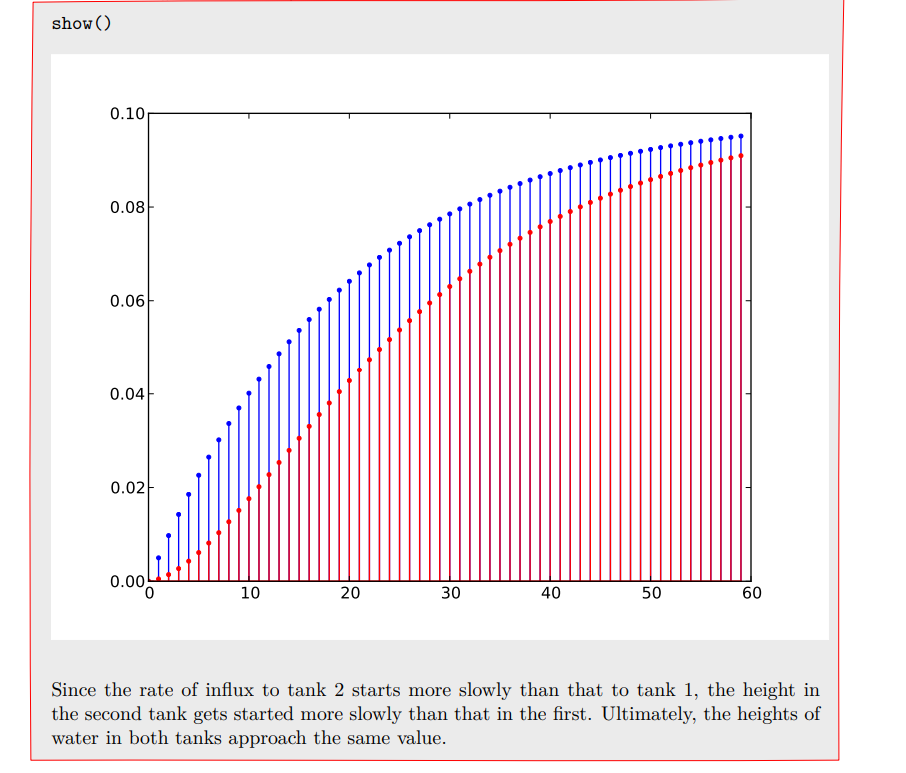 show()
0.10
0.08
0.06
0.04
0.02
0.00
0 10 20 30 40 50 60
Since the rate of influx to tank 2 starts more slowly than that to tank 1, the height in
the second tank gets started more slowly than that in the first. Ultimately, the heights of
water in both tanks approach the same value.